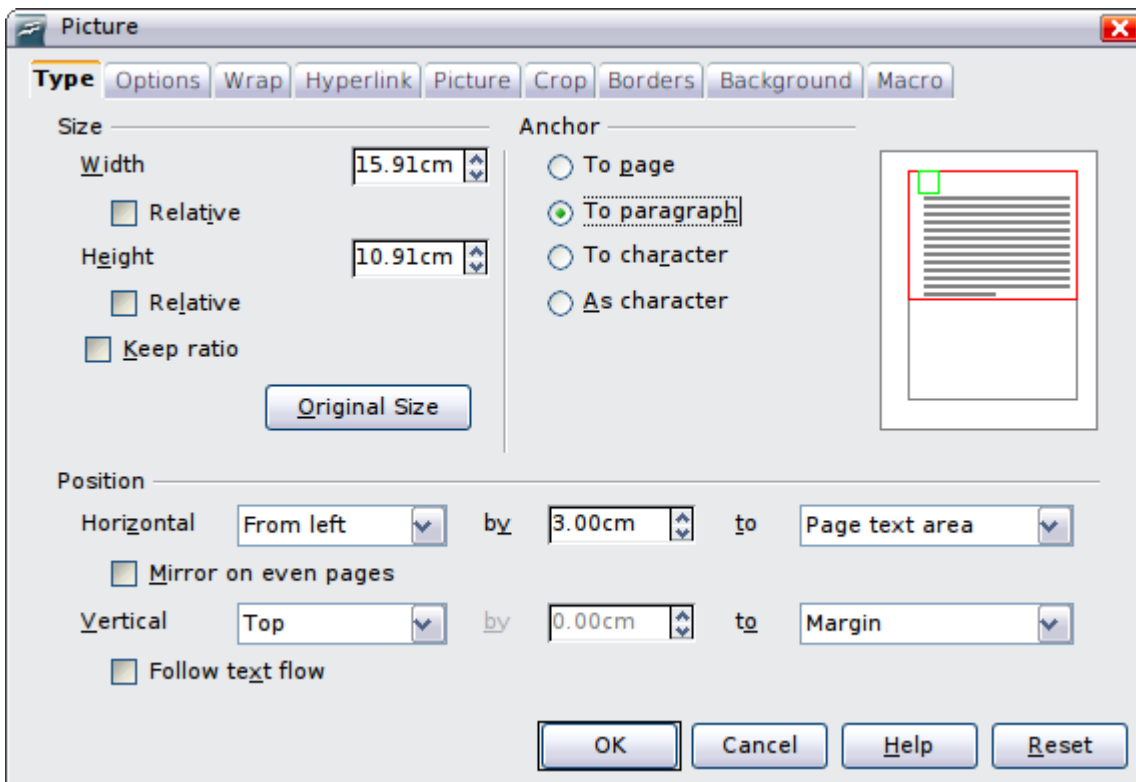 Picture
Type Options Wrap Hyperlink Picture Crop Borders Background Macro
Size
Width 15.91cm
Relative
Height 10.91cm
Relative
Keep ratio
Original Size
Anchor
To page
To paragraph
To character
As character
Position
Horizontal From left by 3.00cm to Page text area
Mirror on even pages
Vertical Top by 0.00cm to Margin
Follow text flow
OK Cancel Help Reset